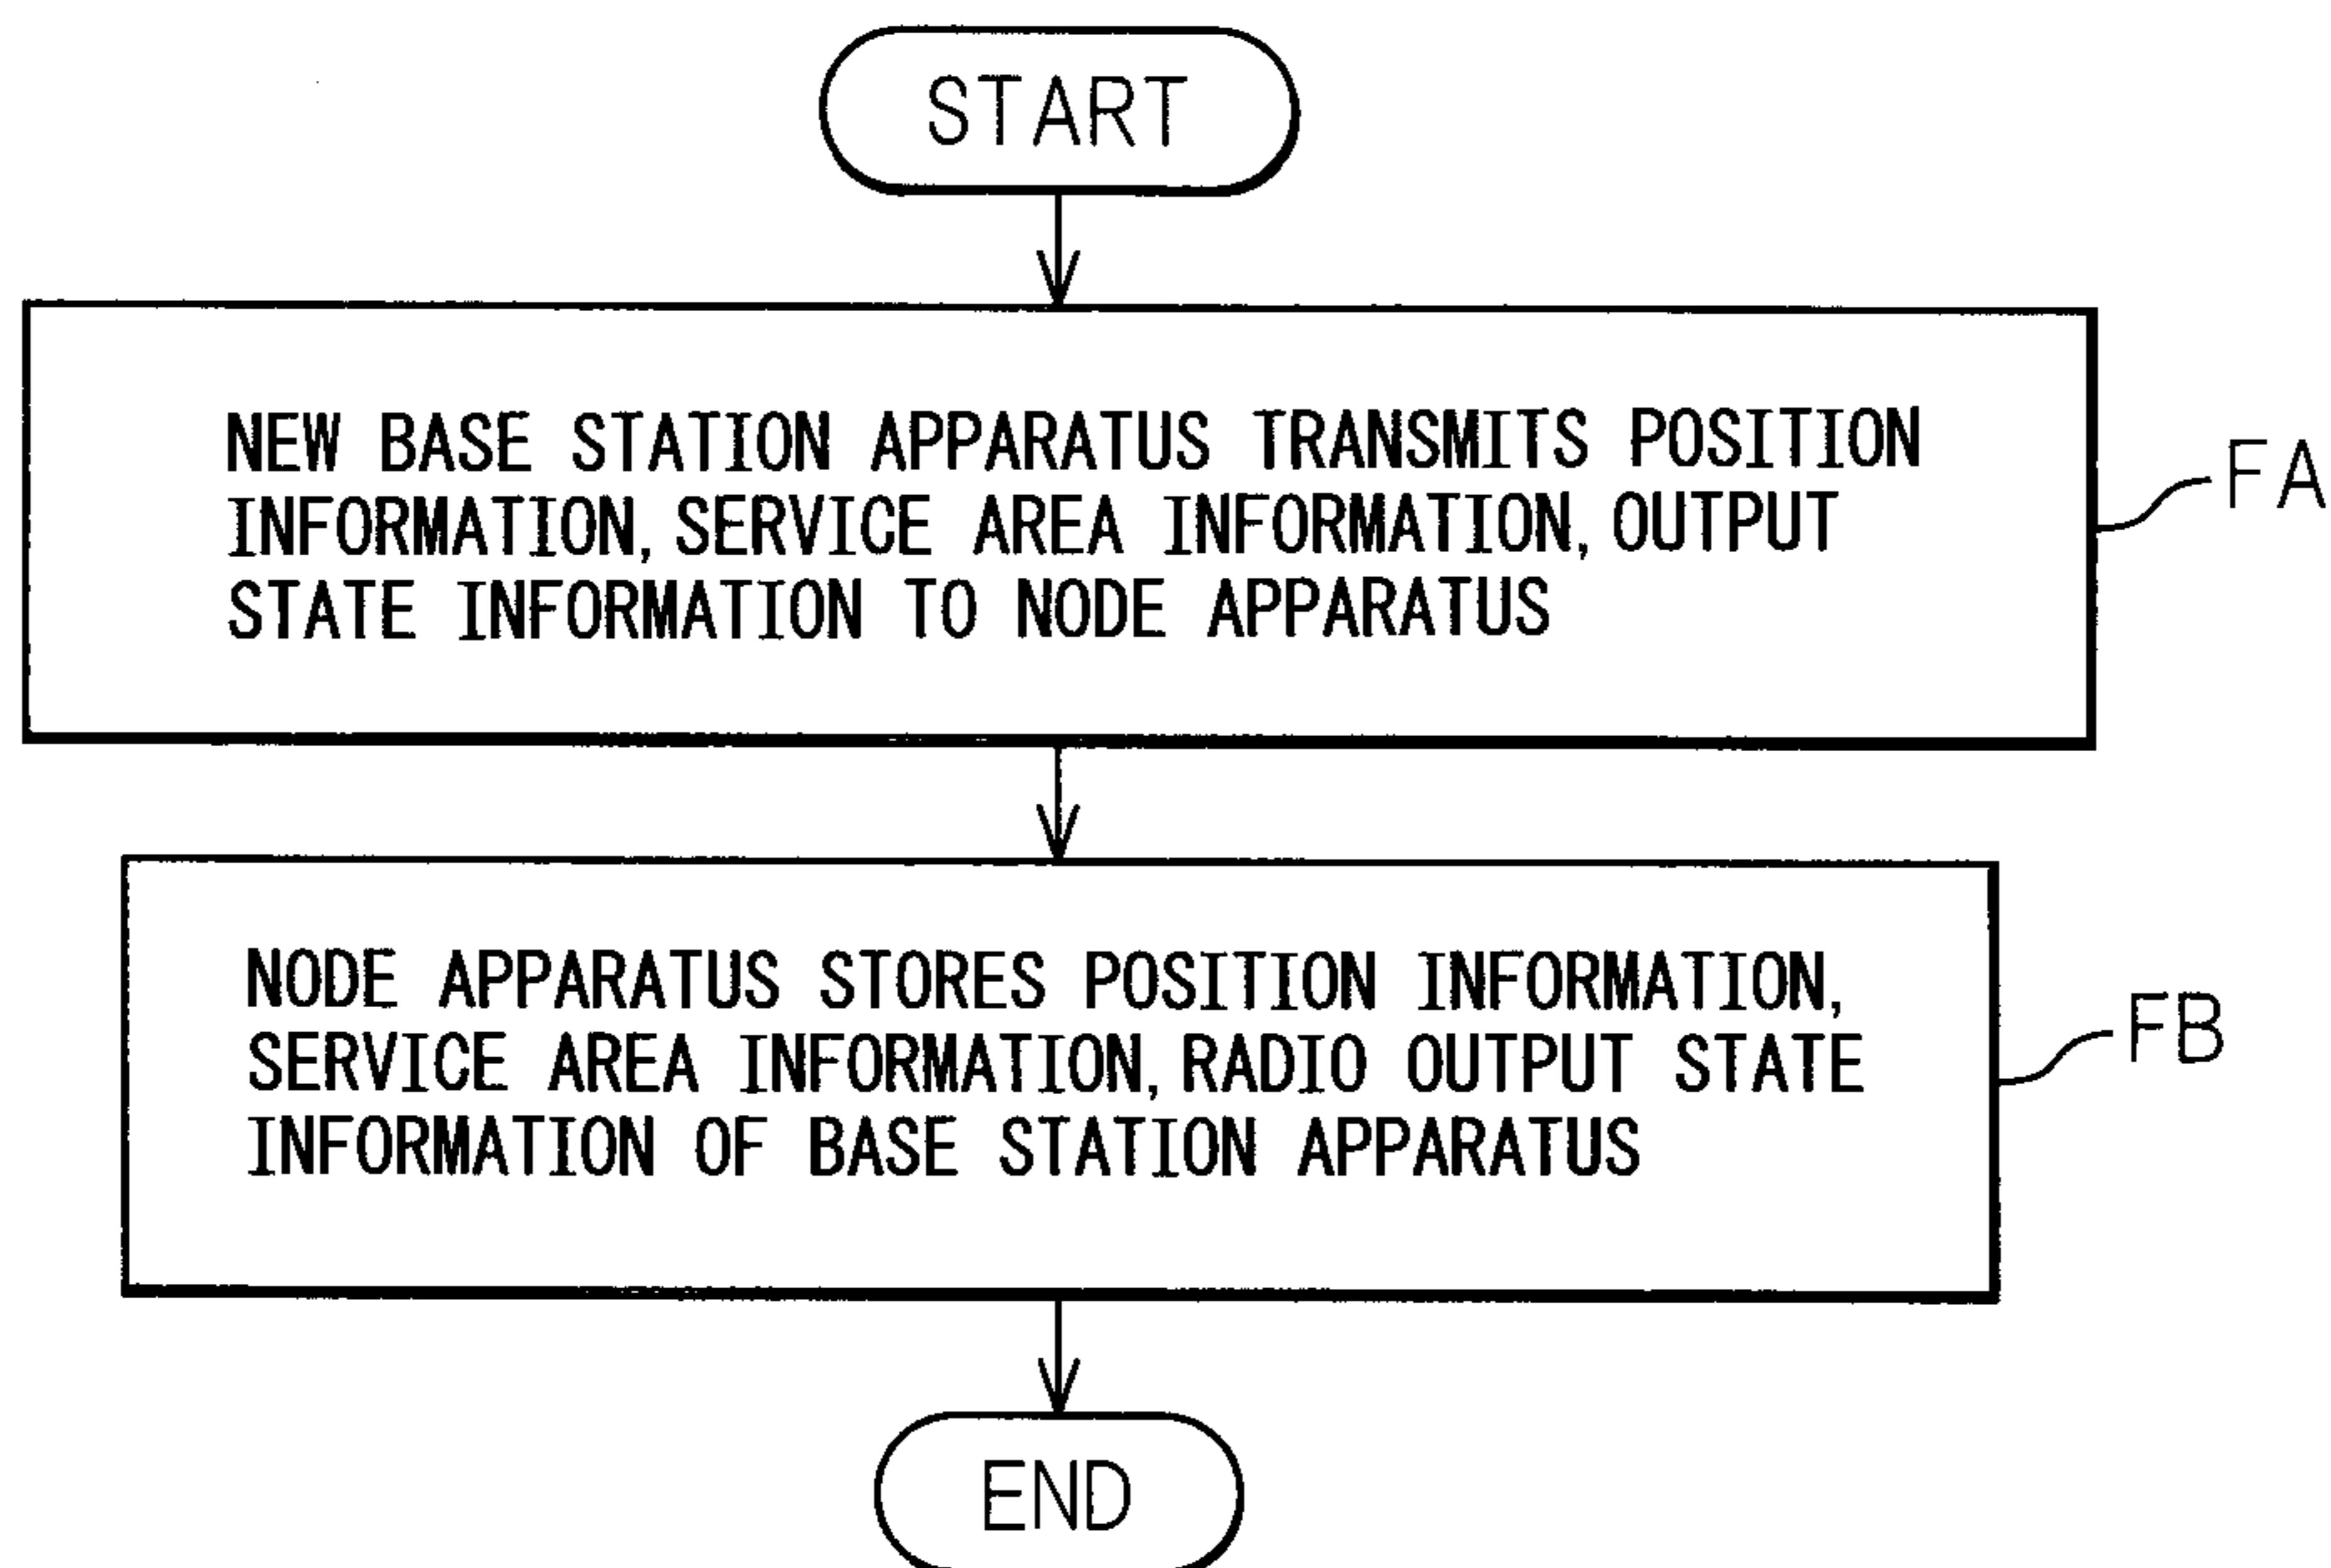 START
NEW BASE STATION APPARATUS TRANSMITS POSITION
INFORMATION, SERVICE AREA INFORMATION, OUTPUT
STATE INFORMATION TO NODE APPARATUS
FA
NODE APPARATUS STORES POSITION INFORMATION,
SERVICE AREA INFORMATION, RADIO OUTPUT STATE
INFORMATION OF BASE STATION APPARATUS
FB
END